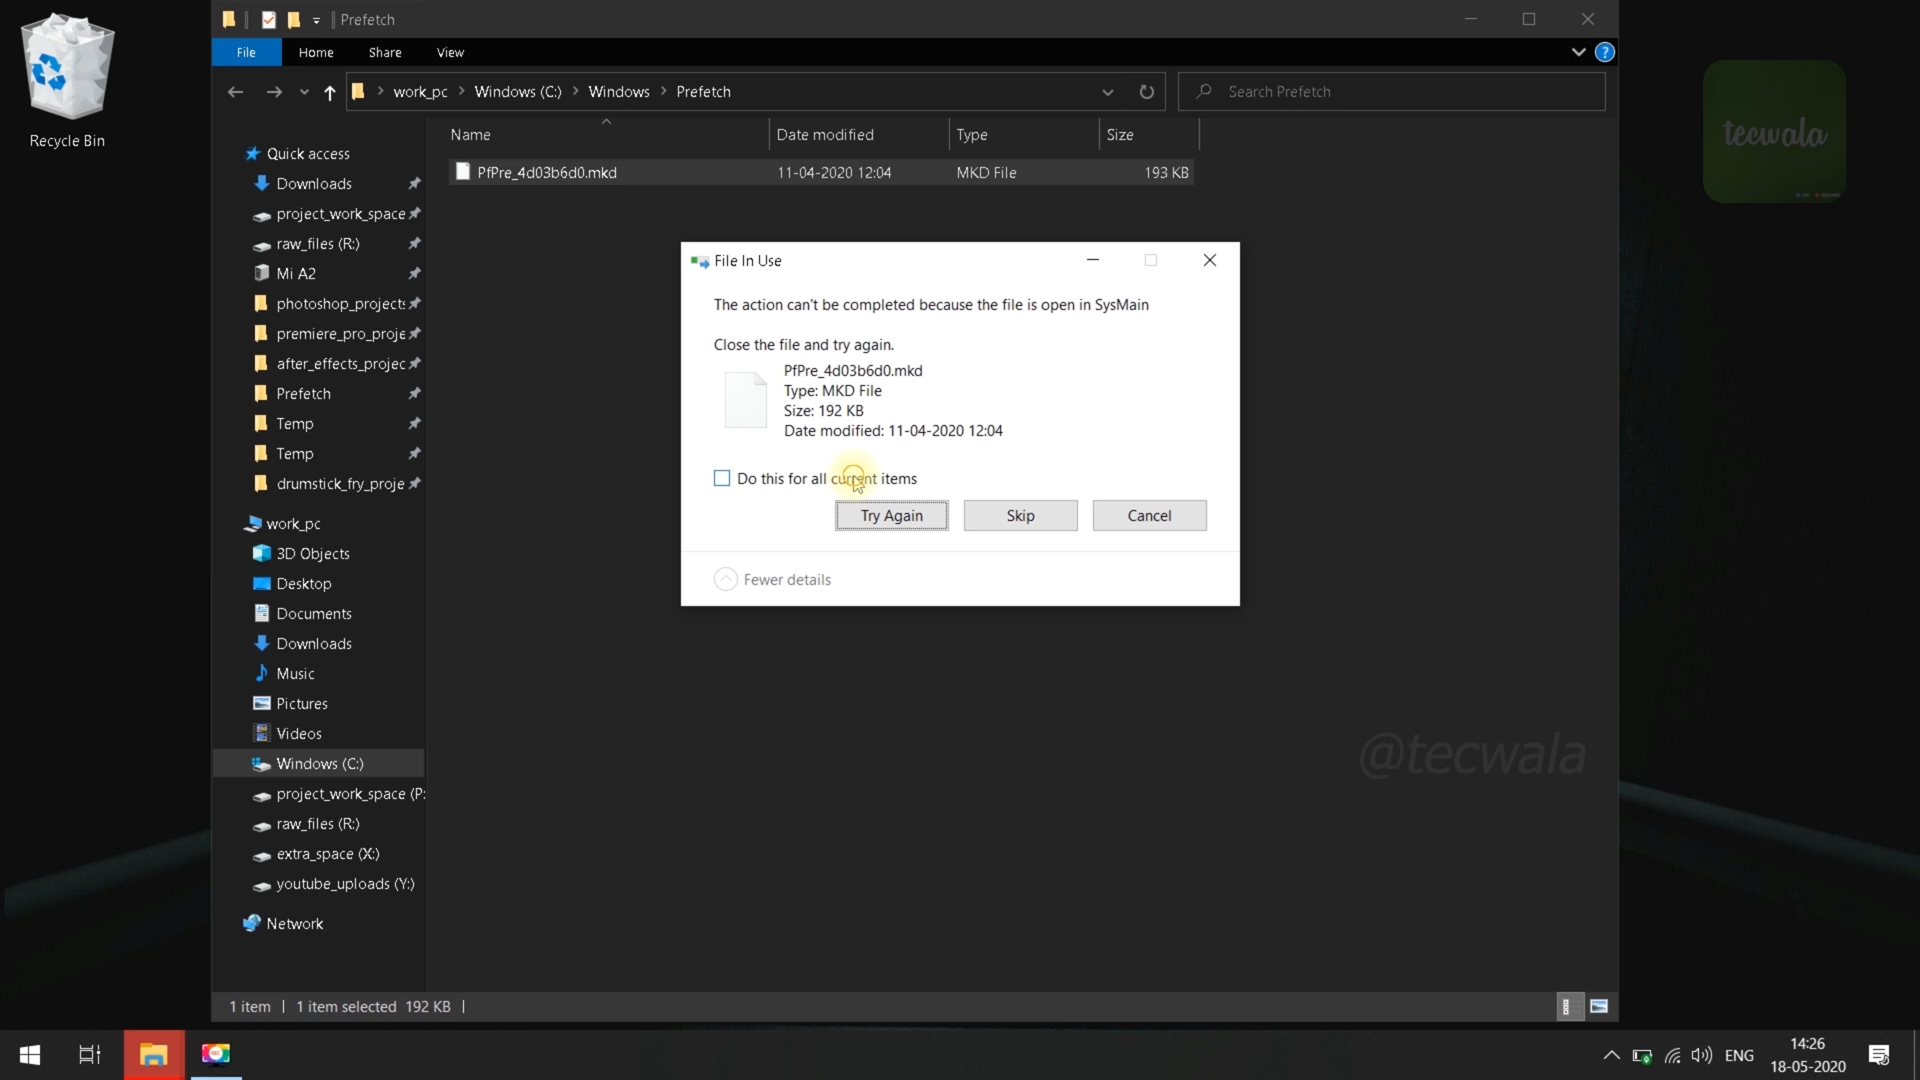 Recycle Bin
Prefetch
File
Home
Share
View
work_pc
Windows (C:)
Windows
Prefetch
Search Prefetch
tecwala
Name
Date modified
Type
Size
PfPre_4d03b6d0.mkd
11-04-2020 12:04
MKD File
193 KB
Quick access
Downloads
project_work_space
raw_files (R:)
Mi A2
photoshop_projects
premiere_pro_proje
after_effects_projec
Prefetch
Temp
Temp
drumstick_fry_proje
work_pc
3D Objects
Desktop
Documents
Downloads
Music
Pictures
Videos
Windows (C:)
project_work_space (P:
raw_files (R:)
extra_space (X:)
youtube_uploads (Y:)
Network
File In Use
The action can't be completed because the file is open in SysMain
Close the file and try again.
PfPre_4d03b6d0.mkd
Type: MKD File
Size: 192 KB
Date modified: 11-04-2020 12:04
Do this for all current items
Try Again
Skip
Cancel
Fewer details
@tecwala
1 item
1 item selected 192 KB
ENG
14:26
18-05-2020